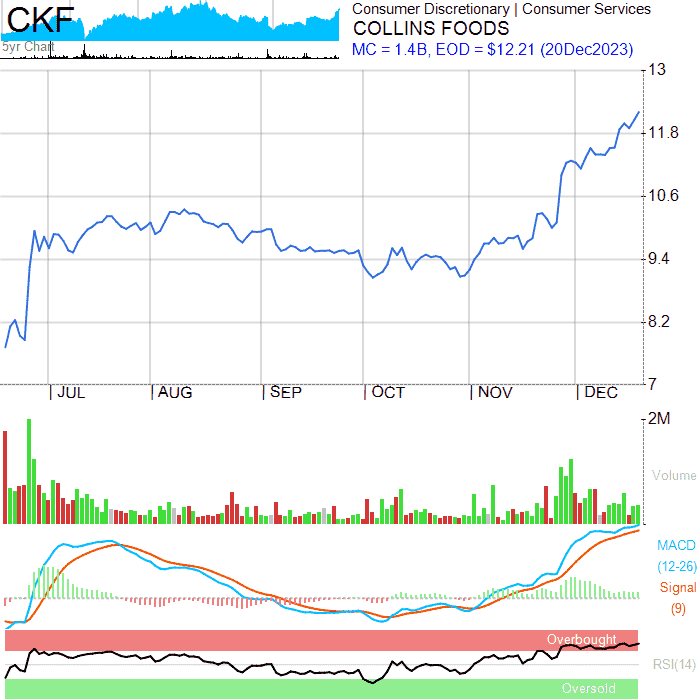 CKF
5yr Chart
Consumer Discretionary | Consumer Services
COLLINS FOODS
MC = 1.4B, EOD = $12.21 (20Dec2023)
13
11.8
10.6
9.4
8.2
7
JUL AUG SEP OCT NOV DEC
2M
Volume
MACD
(12-26)
Signal
(9)
Overbought
RSI(14)
Oversold